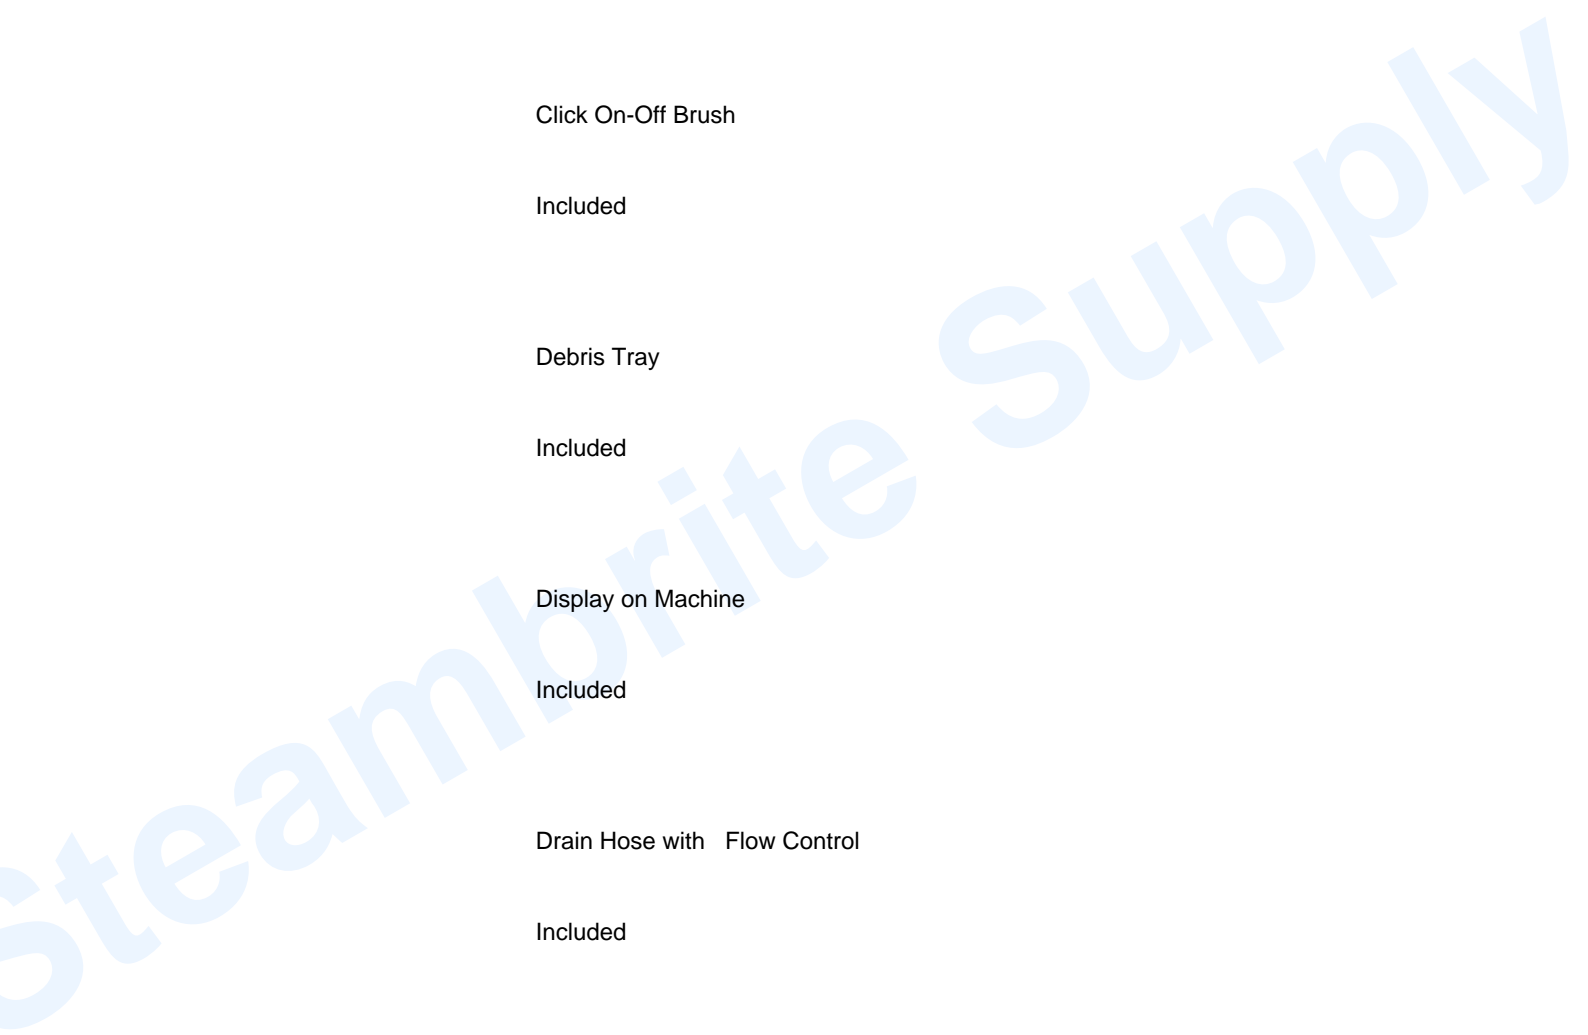 Click On-Off Brush
Included
Debris Tray
Included
Display on Machine
Included
Drain Hose with   Flow Control
Included
Steambrite Supply